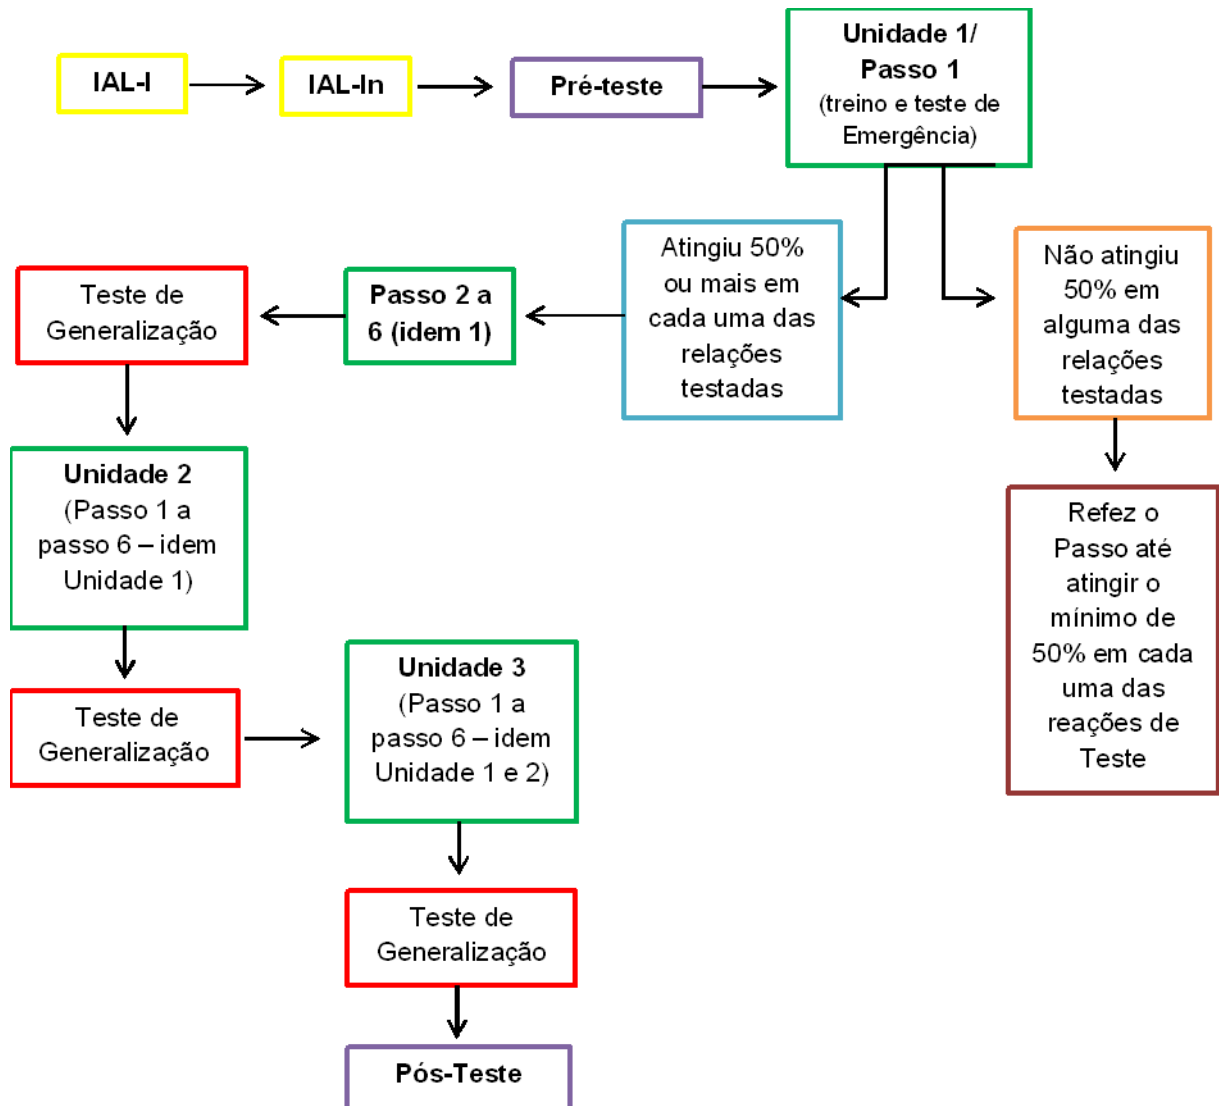 IAL-I
IAL-In
Pré-teste
Unidade 1/
Passo 1
(treino e teste de
Emergência)
Atingiu 50%
ou mais em
cada uma das
relações
testadas
Não atingiu
50% em
alguma das
relações
testadas
Passo 2 a
6 (idem 1)
Teste de
Generalização
Unidade 2
(Passo 1 a
passo 6 – idem
Unidade 1)
Refez o
Passo até
atingir o
mínimo de
50% em cada
uma das
reações de
Teste
Teste de
Generalização
Unidade 3
(Passo 1 a
passo 6 – idem
Unidade 1 e 2)
Teste de
Generalização
Pós-Teste